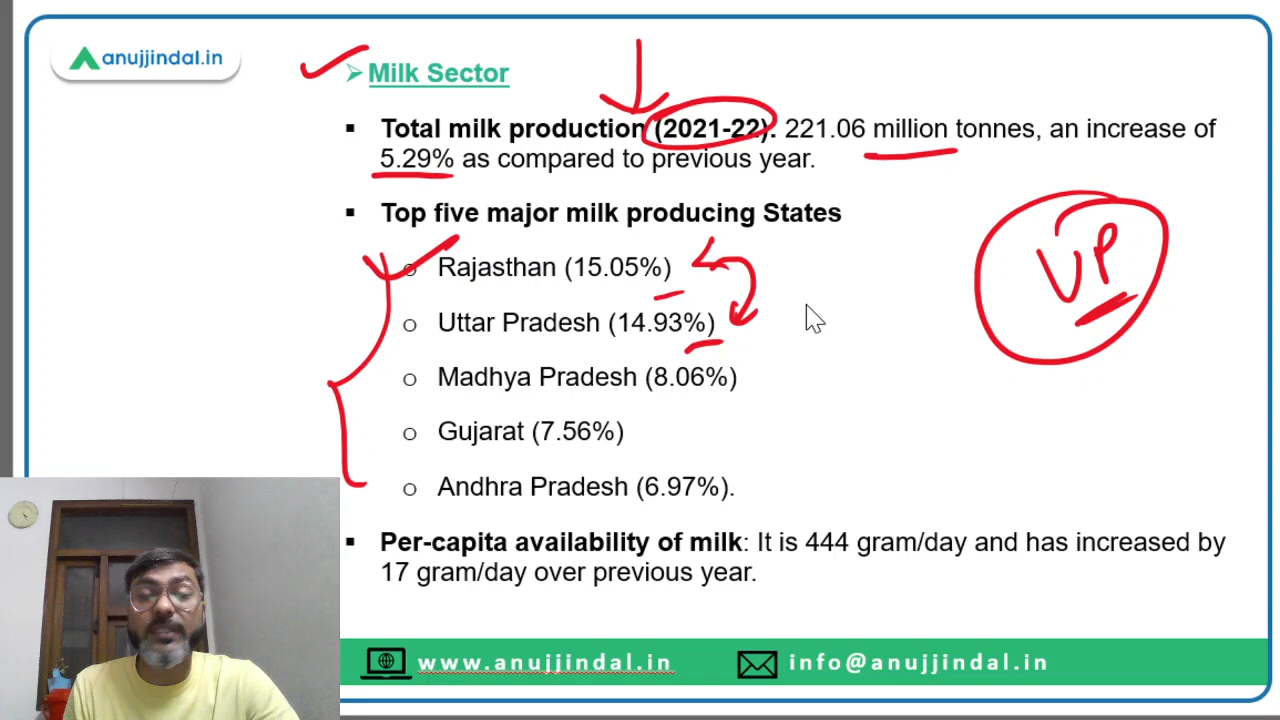 anujjindal.in
➢ Milk Sector
▪ Total milk production (2021-22): 221.06 million tonnes, an increase of
5.29% as compared to previous year.
▪ Top five major milk producing States
o Rajasthan (15.05%)
o Uttar Pradesh (14.93%)
UP
o Madhya Pradesh (8.06%)
o Gujarat (7.56%)
o Andhra Pradesh (6.97%).
▪ Per-capita availability of milk: It is 444 gram/day and has increased by
17 gram/day over previous year.
www.anujjindal.in info@anujjindal.in